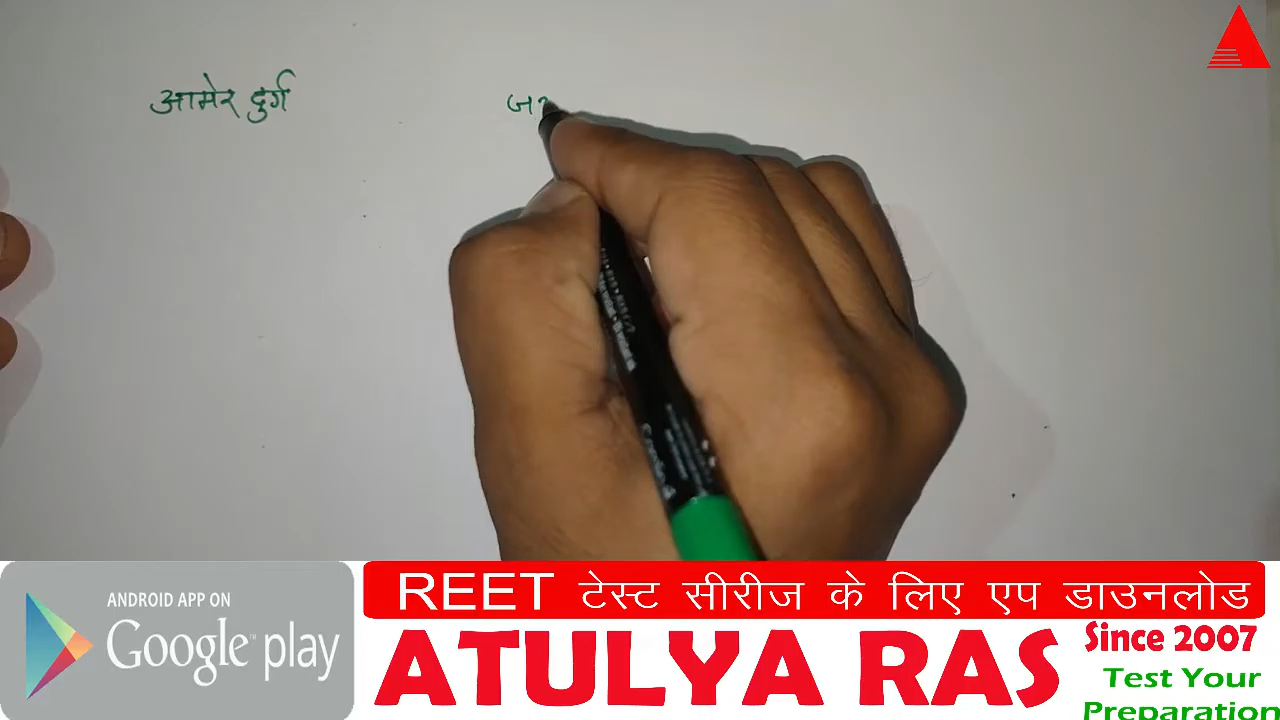 आमेर दुर्ग
ANDROID APP ON
Google play
REET टेस्ट सीरीज के लिए एप डाउनलोड
ATULYA RAS
Since 2007
Test Your
Preparation